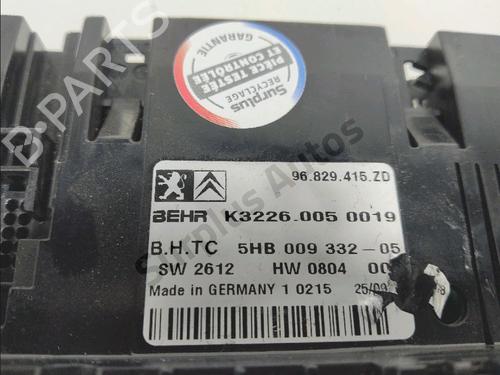 Surplus
RECYCLAGE
PIÈCE TESTÉE
ET CONTRÔLÉE
GARANTIE
B-PARTS
Surplus Autos
96.829.415.ZD
BEHR K3226.005 0019
B.H.TC 5HB 009 332-05
SW 2612 HW 0804 00
Made in GERMANY 1 0215 25/09